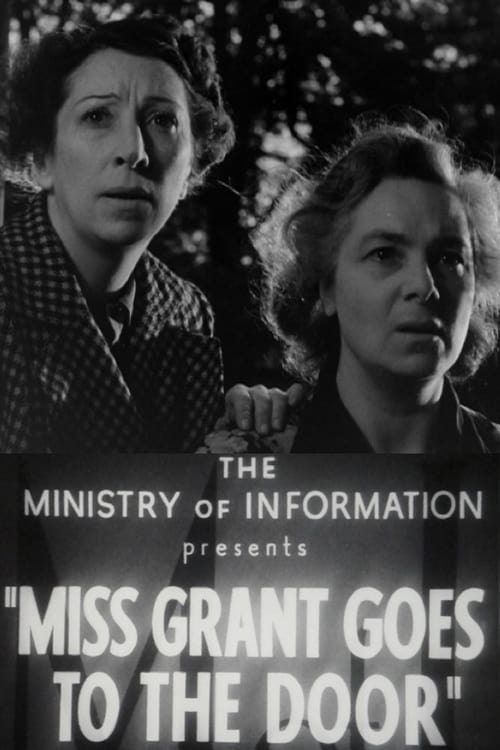 THE
MINISTRY OF INFORMATION
presents
"MISS GRANT GOES
TO THE DOOR"